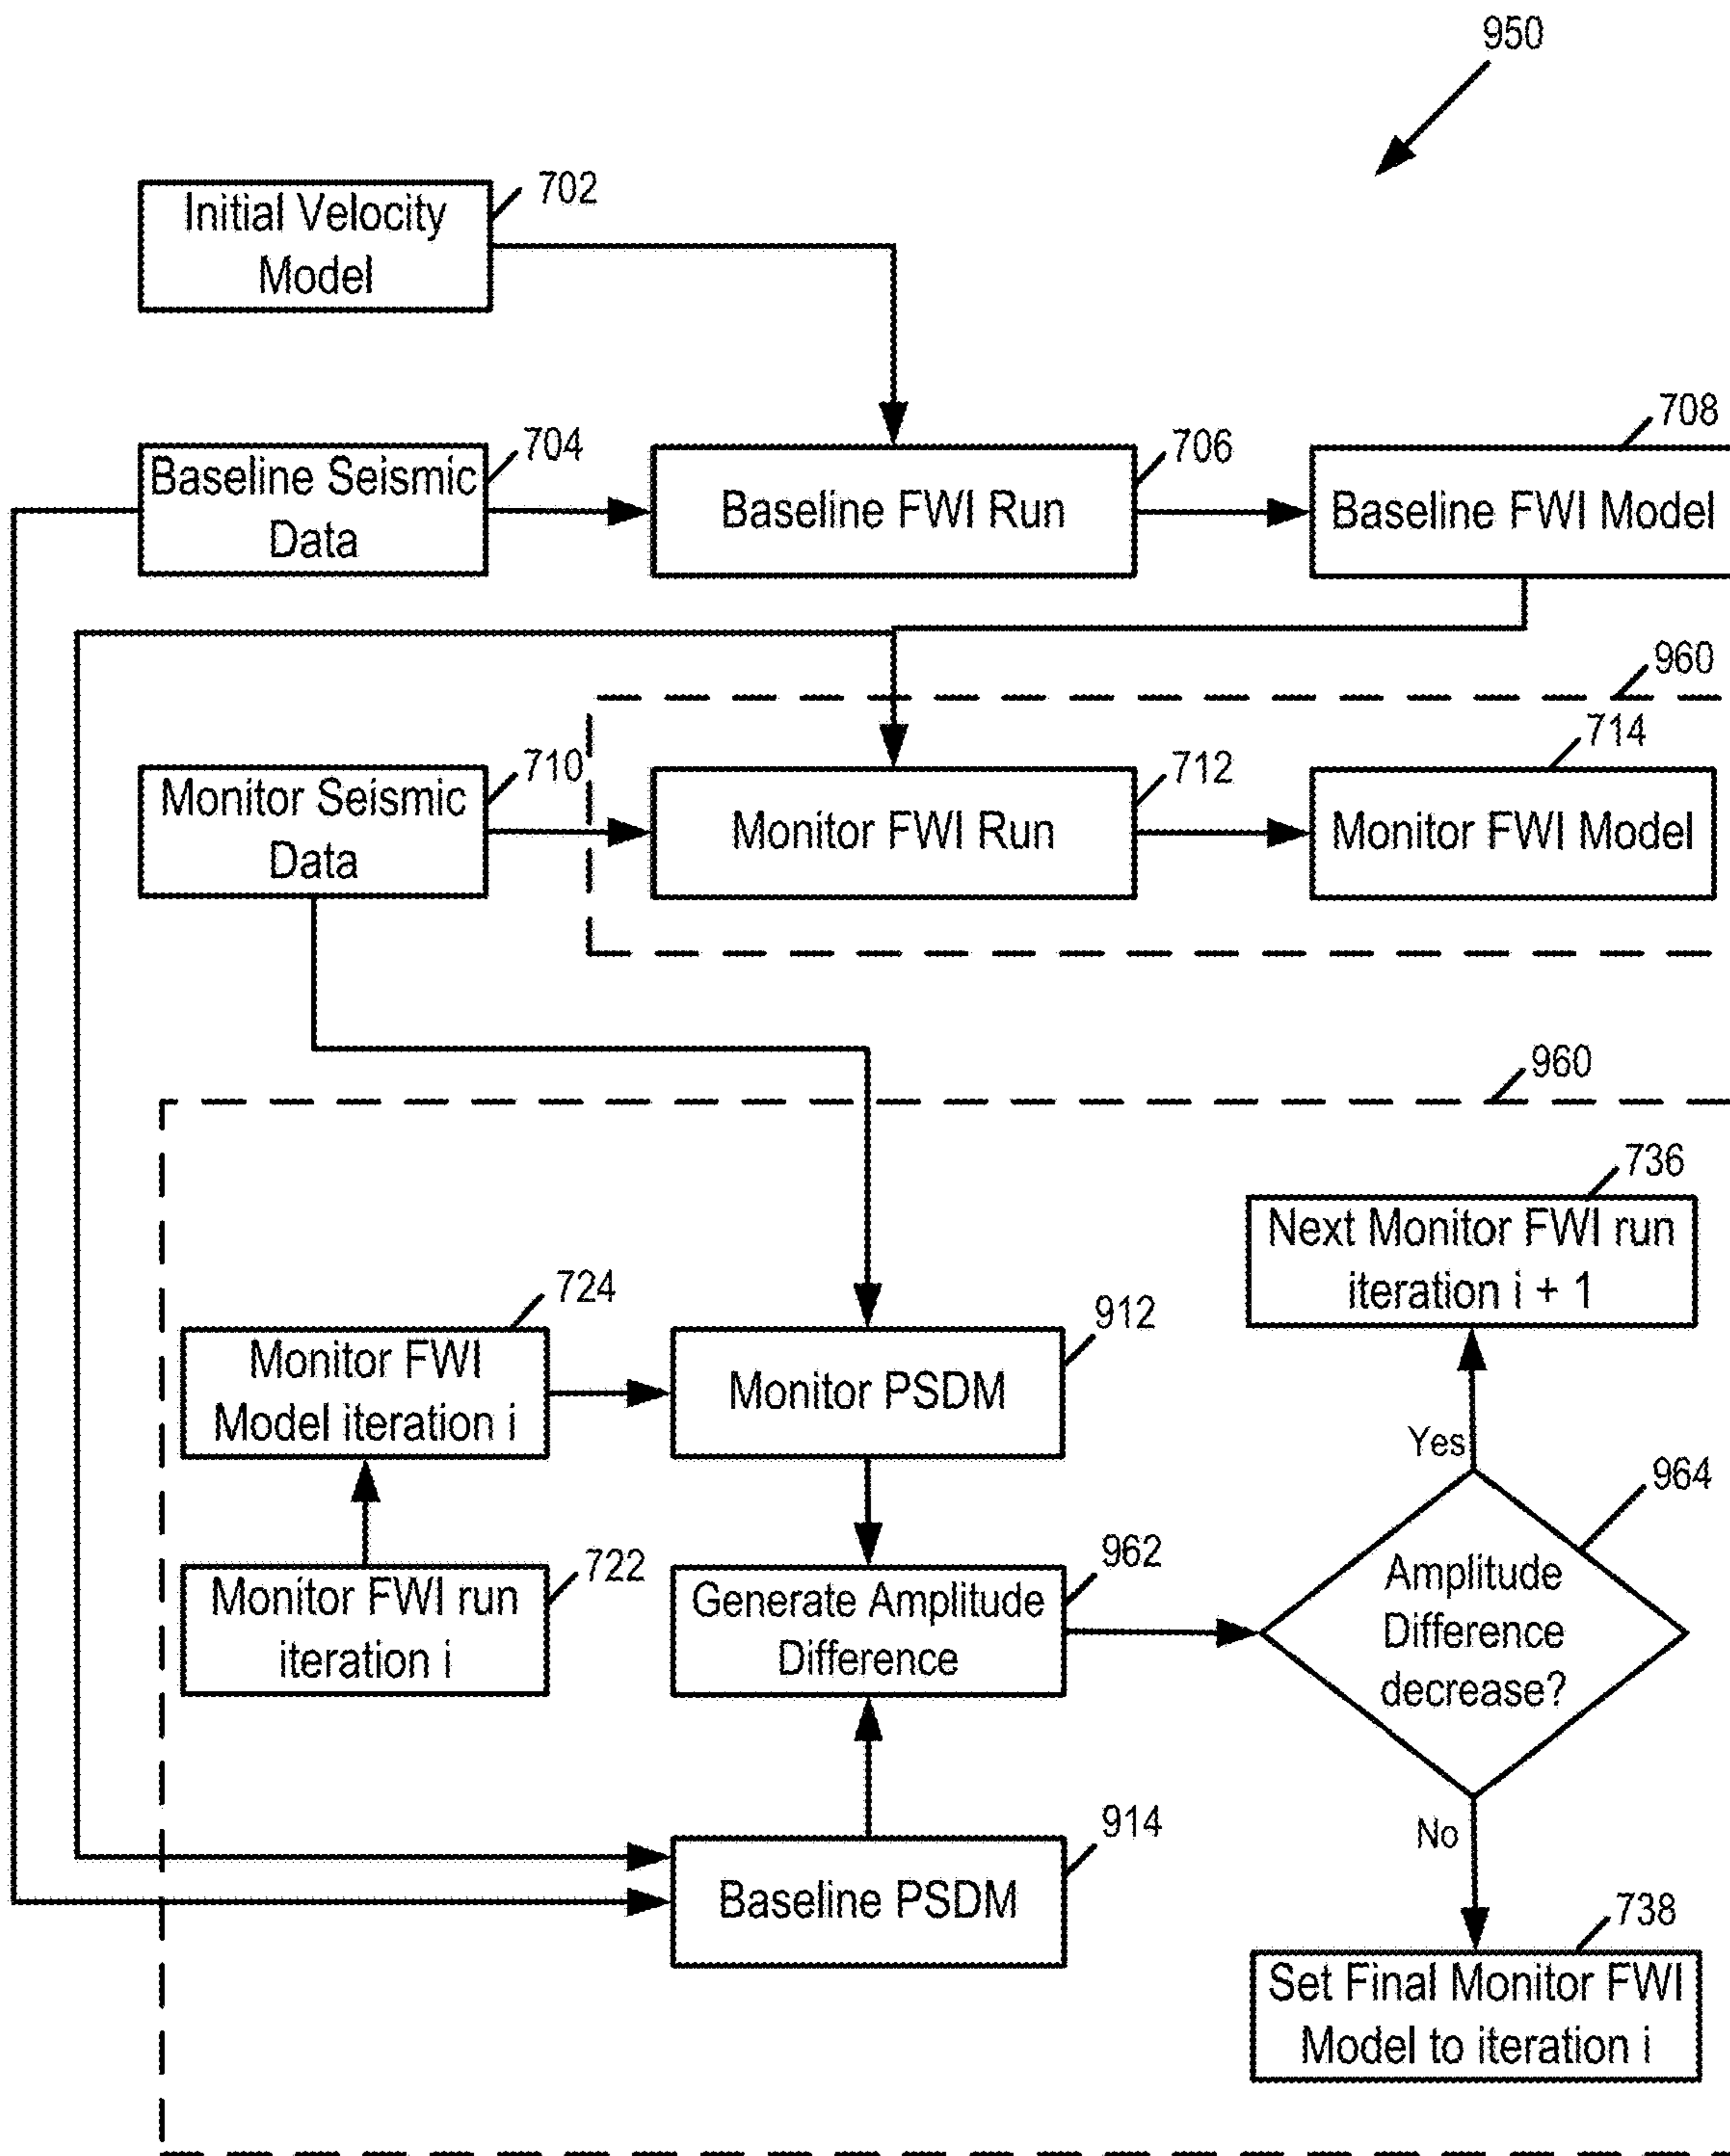 950
702
Initial Velocity
Model
704
Baseline Seismic
Data
706
Baseline FWI Run
708
Baseline FWI Model
960
710
Monitor Seismic
Data
712
Monitor FWI Run
714
Monitor FWI Model
960
736
Next Monitor FWI run
iteration i + 1
724
Monitor FWI
Model iteration i
912
Monitor PSDM
Yes
964
Amplitude
Difference
decrease?
722
Monitor FWI run
iteration i
962
Generate Amplitude
Difference
914
Baseline PSDM
No
738
Set Final Monitor FWI
Model to iteration i